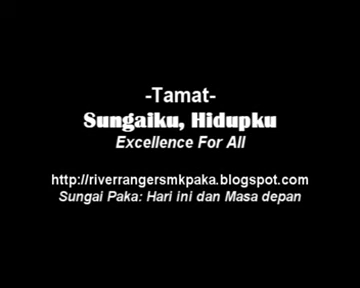 -Tamat-
Sungaiku, Hidupku
Excellence For All
http://riverrangersmkpaka.blogspot.com
Sungai Paka: Hari ini dan Masa depan